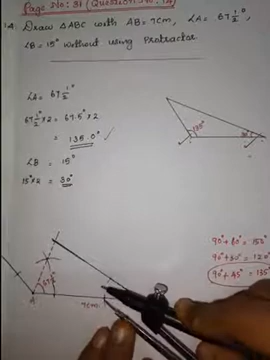 Page No: 31 (Question No: 14)
14. Draw △ABC with AB= 7cm, ∠A= 67½°,
∠B= 15° without using Protractor
∠A= 67½°
67½°×2 = 67.5°×2
= 135.0°
∠B = 15°
15°×2 = 30°
135°
30°
90°+60°=150°
90°+30°=120°
90°+45°=135°
A
7cm